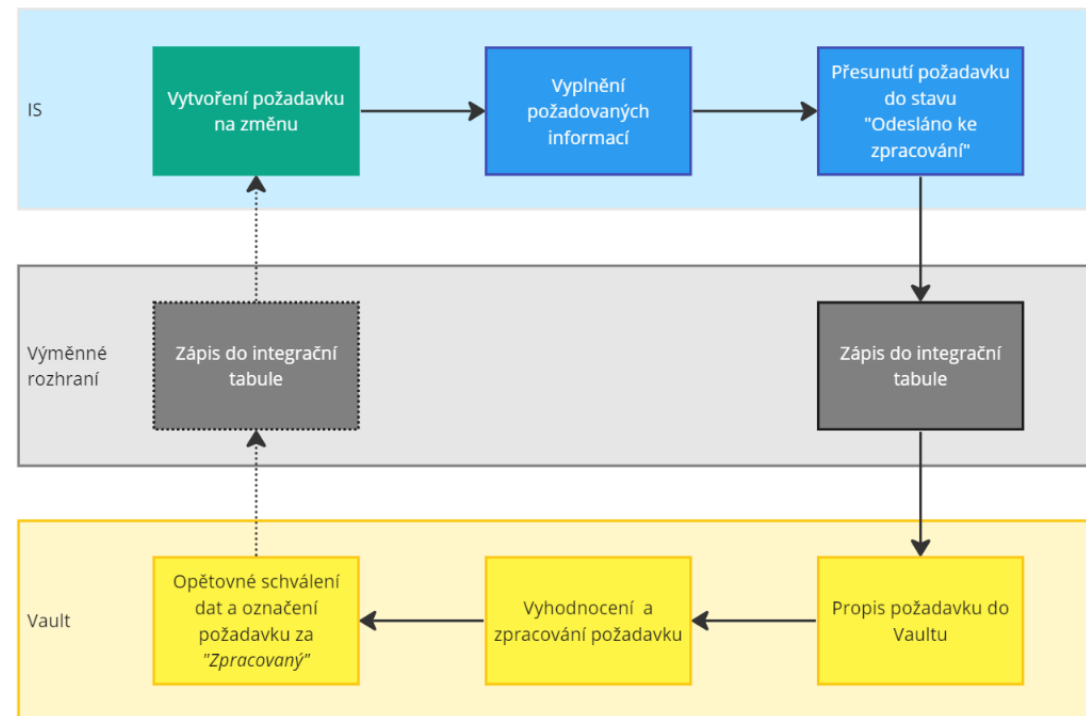 IS
Vytvoření požadavku
na změnu
Vyplnění
požadovaných
informací
Přesunutí požadavku
do stavu
"Odesláno ke
zpracování"
Výměnné
rozhraní
Zápis do integrační
tabule
Zápis do integrační
tabule
Vault
Opětovné schválení
dat a označení
požadavku za
"Zpracovaný"
Vyhodnocení a
zpracování požadavku
Propis požadavku do
Vaultu